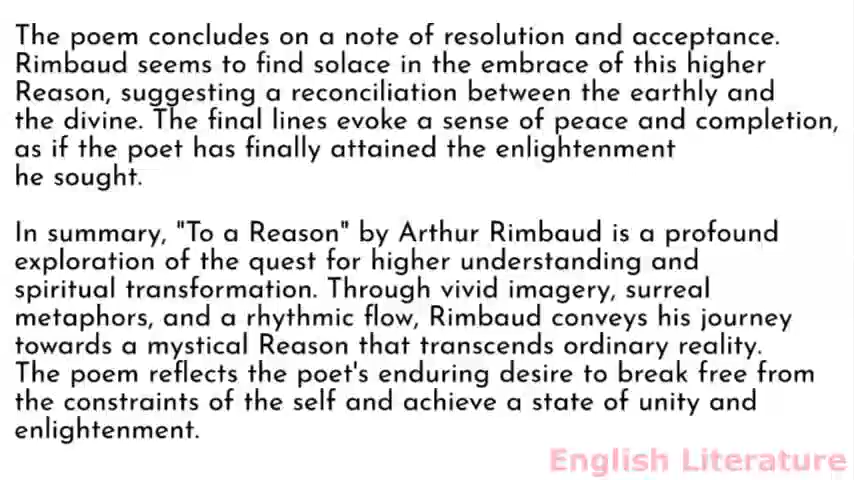 The poem concludes on a note of resolution and acceptance.
Rimbaud seems to find solace in the embrace of this higher
Reason, suggesting a reconciliation between the earthly and
the divine. The final lines evoke a sense of peace and completion,
as if the poet has finally attained the enlightenment
he sought.
In summary, "To a Reason" by Arthur Rimbaud is a profound
exploration of the quest for higher understanding and
spiritual transformation. Through vivid imagery, surreal
metaphors, and a rhythmic flow, Rimbaud conveys his journey
towards a mystical Reason that transcends ordinary reality.
The poem reflects the poet's enduring desire to break free from
the constraints of the self and achieve a state of unity and
enlightenment.
English Literature